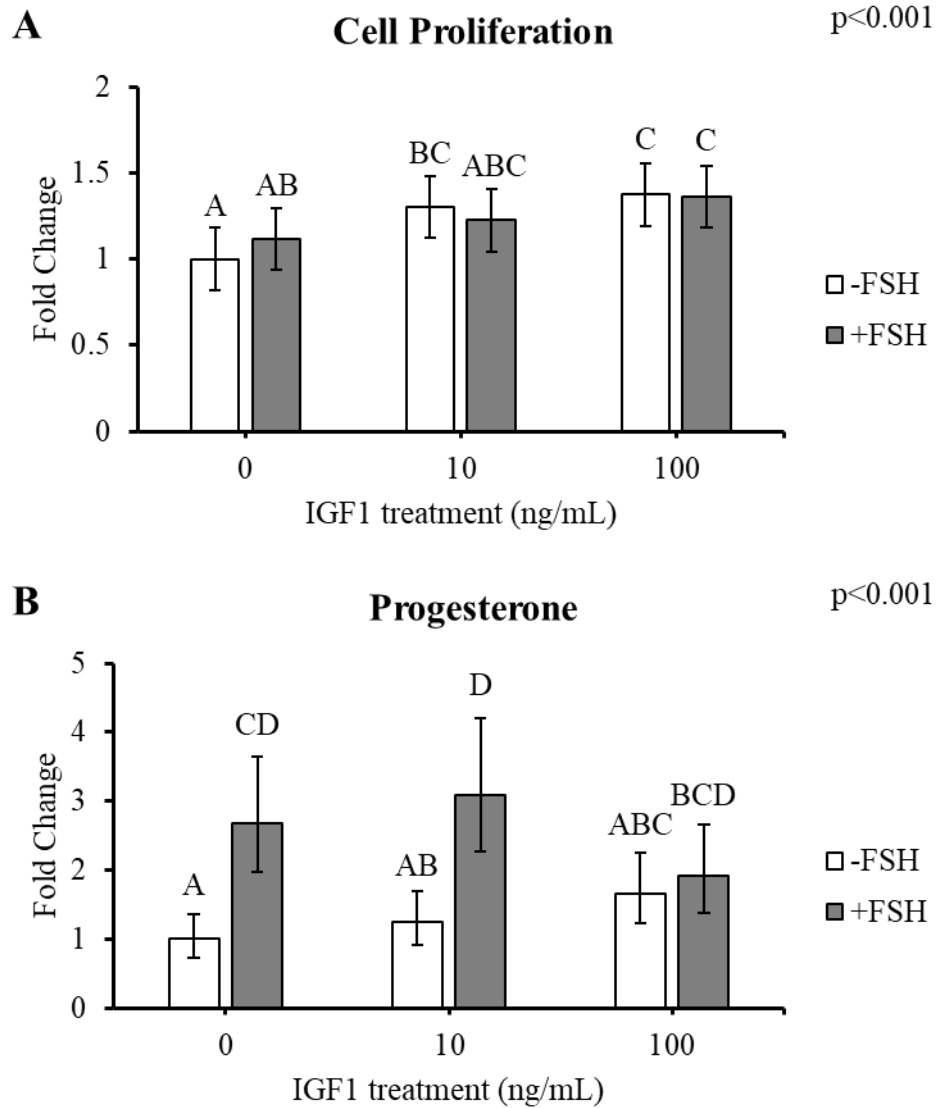 A
Cell Proliferation
p<0.001
Fold Change
2
1.5
1
0.5
0
A
AB
BC
ABC
C
C
0
10
100
IGF1 treatment (ng/mL)
-FSH
+FSH
B
Progesterone
p<0.001
Fold Change
5
4
3
2
1
0
A
CD
AB
D
ABC
BCD
0
10
100
IGF1 treatment (ng/mL)
-FSH
+FSH